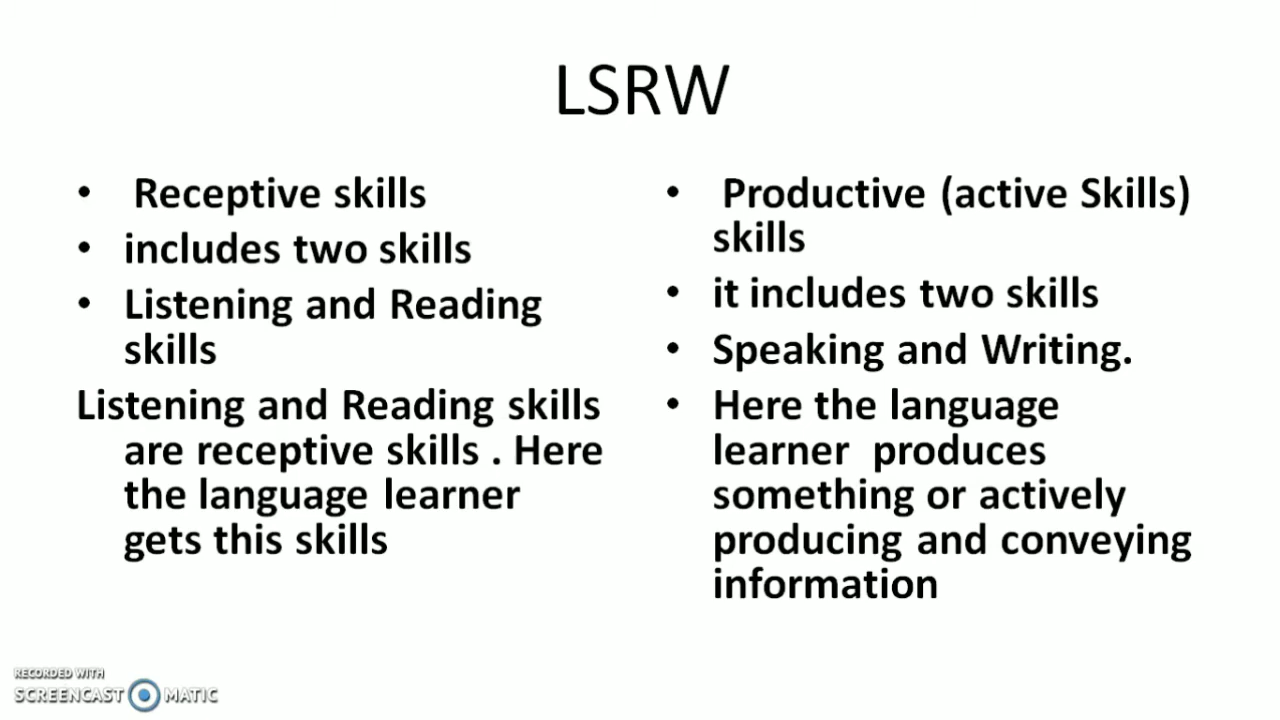 LSRW
• Receptive skills
• includes two skills
• Listening and Reading
skills
Listening and Reading skills
are receptive skills . Here
the language learner
gets this skills
• Productive (active Skills)
skills
• it includes two skills
• Speaking and Writing.
• Here the language
learner produces
something or actively
producing and conveying
information
RECORDED WITH
SCREENCAST MATIC